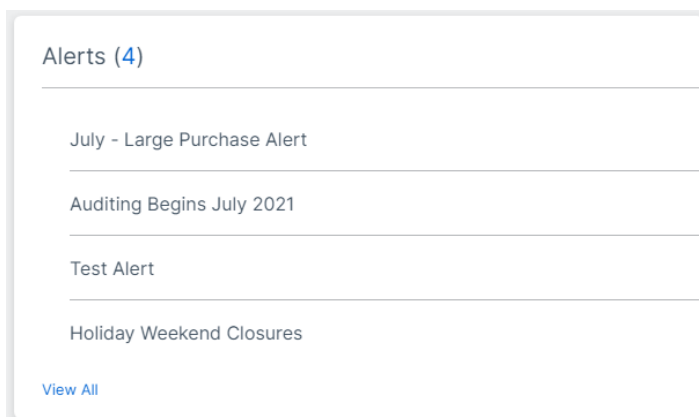 Alerts (4)
July - Large Purchase Alert
Auditing Begins July 2021
Test Alert
Holiday Weekend Closures
View All